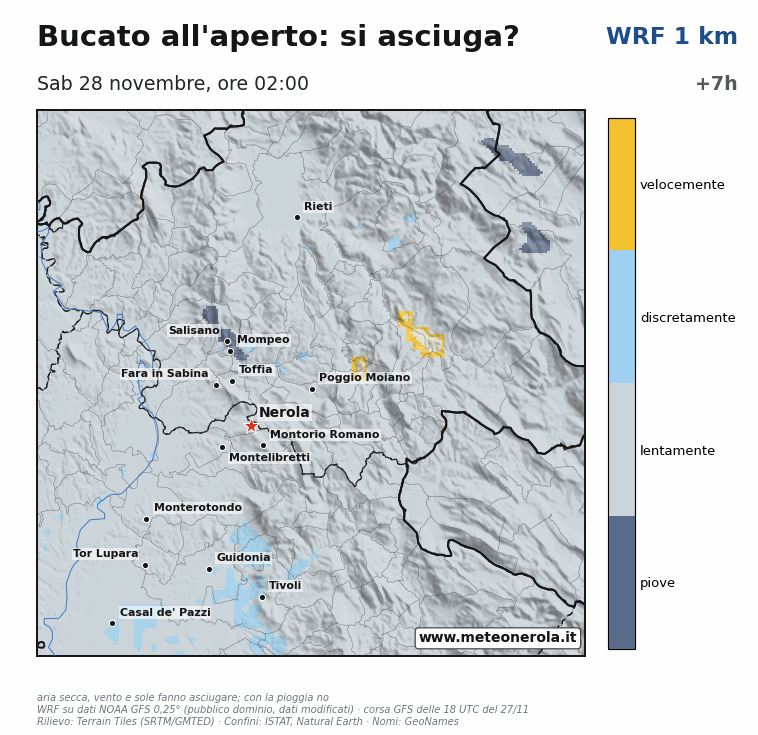 Bucato all'aperto: si asciuga?
WRF 1 km
Sab 28 novembre, ore 02:00
+7h
Rieti
Salisano
Mompeo
Toffia
Fara in Sabina
Poggio Moiano
Nerola
Montorio Romano
Montelibretti
Monterotondo
Tor Lupara
Guidonia
Tivoli
Casal de' Pazzi
www.meteonerola.it
velocemente
discretamente
lentamente
piove
aria secca, vento e sole fanno asciugare; con la pioggia no
WRF su dati NOAA GFS 0,25° (pubblico dominio, dati modificati) · corsa GFS delle 18 UTC del 27/11
Rilievo: Terrain Tiles (SRTM/GMTED) · Confini: ISTAT, Natural Earth · Nomi: GeoNames